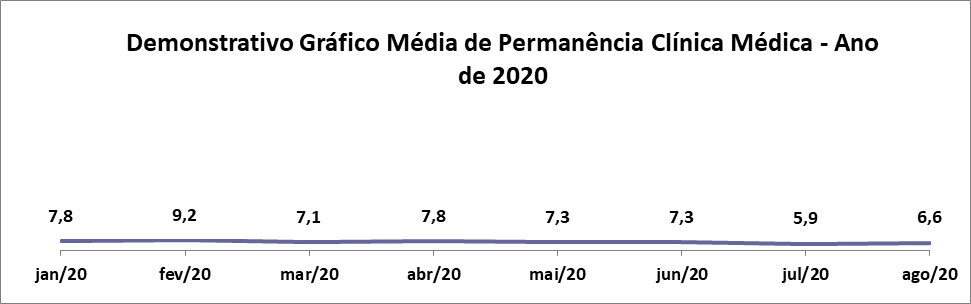 Demonstrativo Gráfico Média de Permanência Clínica Médica - Ano
de 2020
7,8 9,2 7,1 7,8 7,3 7,3 5,9 6,6
jan/20 fev/20 mar/20 abr/20 mai/20 jun/20 jul/20 ago/20